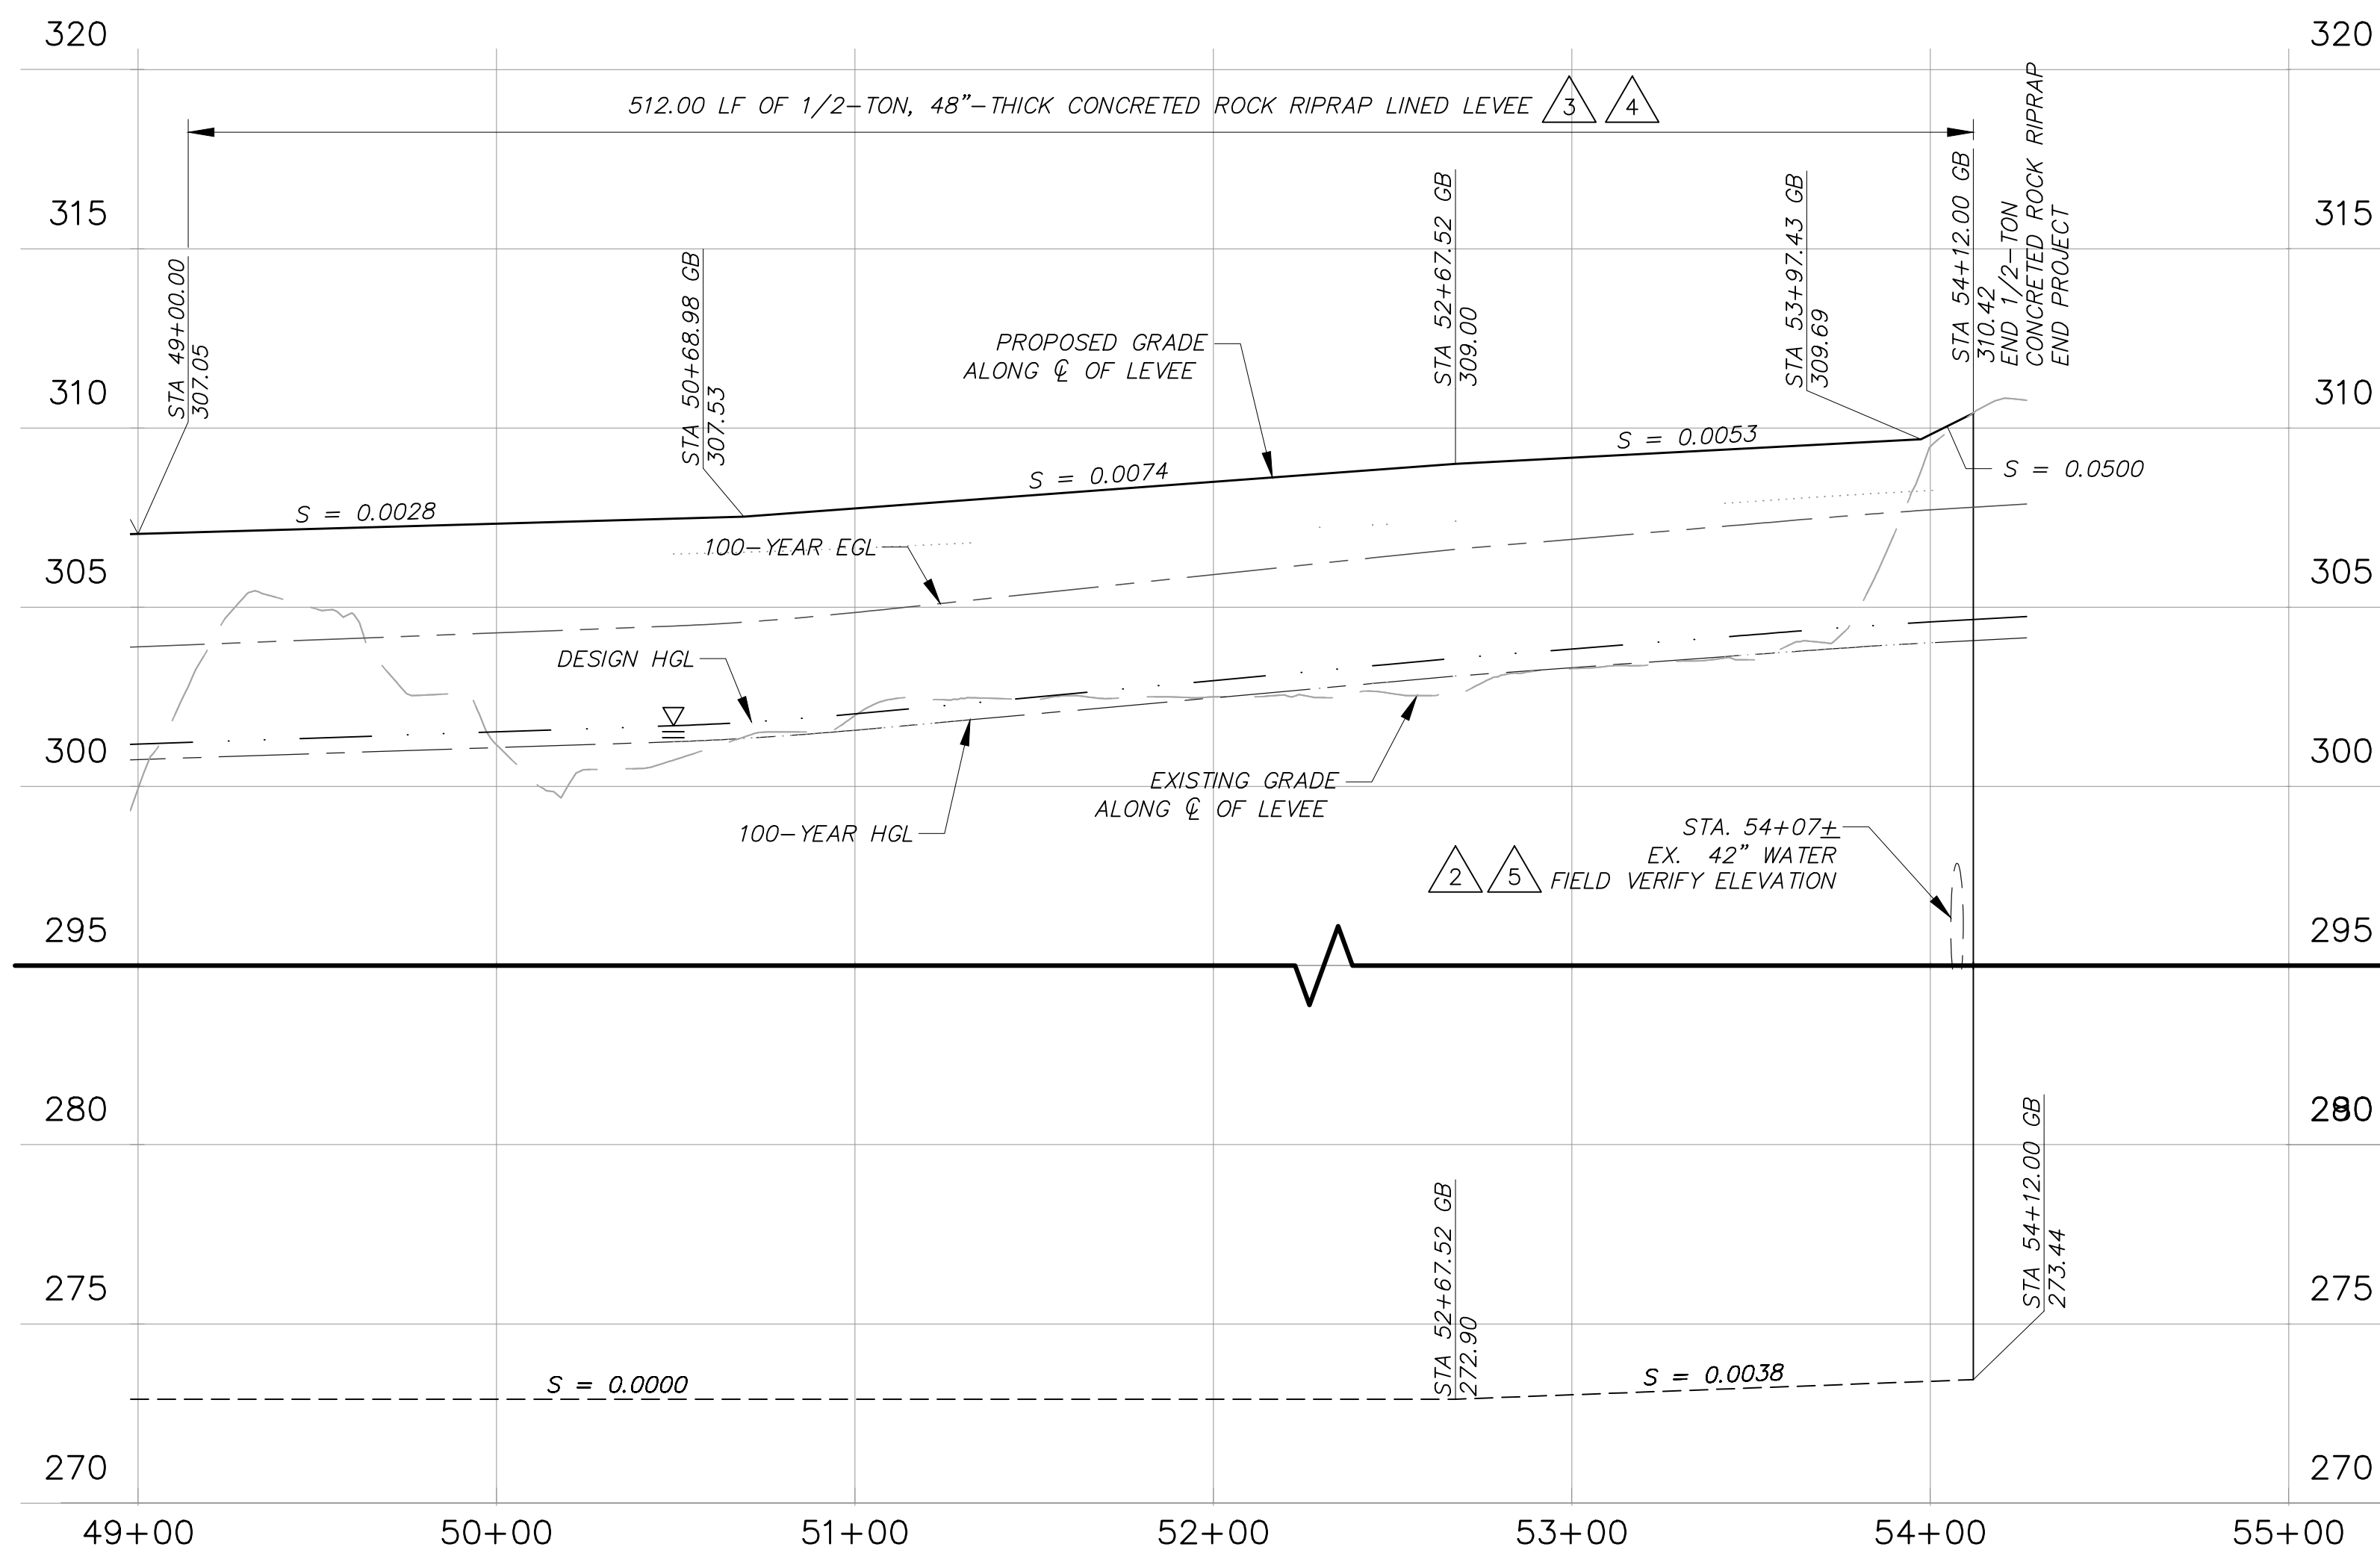 320
320
512.00 LF OF 1/2-TON, 48"-THICK CONCRETED ROCK RIPRAP LINED LEVEE 3 4
315
315
STA 49+00.00
307.05
STA 50+68.98 GB
307.53
STA 52+67.52 GB
309.00
STA 53+97.43 GB
309.69
STA 54+12.00 GB
310.42
END 1/2-TON
CONCRETED ROCK RIPRAP
END PROJECT
PROPOSED GRADE
ALONG ℄ OF LEVEE
310
310
S = 0.0028
S = 0.0074
S = 0.0053
S = 0.0500
100-YEAR EGL
305
305
DESIGN HGL
300
300
EXISTING GRADE
ALONG ℄ OF LEVEE
100-YEAR HGL
STA. 54+07±
EX. 42" WATER
2 5 FIELD VERIFY ELEVATION
295
295
280
STA 52+67.52 GB
272.90
STA 54+12.00 GB
273.44
275
275
S = 0.0000
S = 0.0038
270
270
49+00
50+00
51+00
52+00
53+00
54+00
55+00